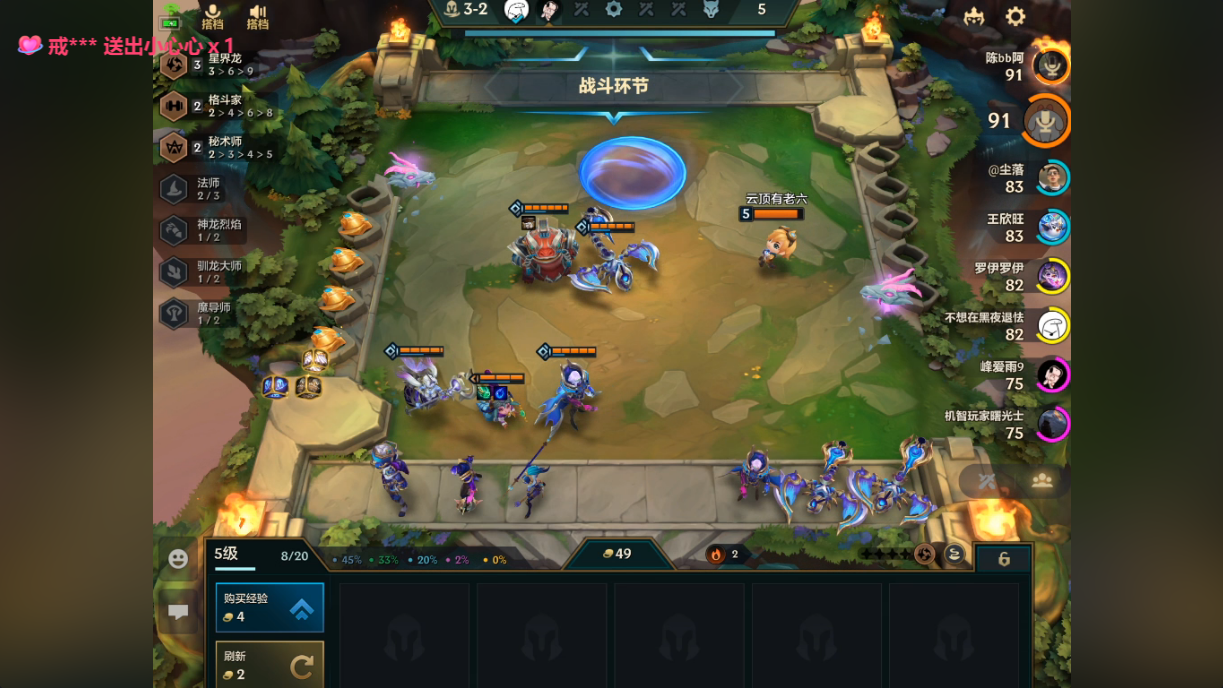 搭档
搭档
3-2
5
戒*** 送出小心心 x 1
3
星界龙
3 > 6 > 9
2
格斗家
2 > 4 > 6 > 8
2
秘术师
2 > 3 > 4 > 5
法师
2 / 3
神龙烈焰
1 / 2
驯龙大师
1 / 2
魔导师
1 / 2
战斗环节
云顶有老六
5
陈bb阿
91
91
@尘落
83
王欣旺
83
罗伊罗伊
82
不想在黑夜退怯
82
峰爱雨9
75
机智玩家曙光士
75
5级
8/20
45%
33%
20%
2%
0%
49
2
购买经验
4
刷新
2